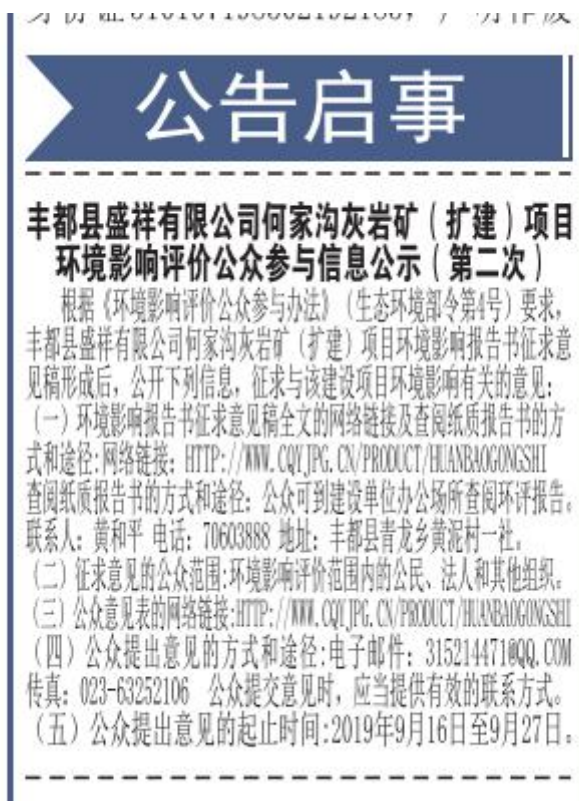 公告启事
丰都县盛祥有限公司何家沟灰岩矿（扩建）项目
环境影响评价公众参与信息公示（第二次）
根据《环境影响评价公众参与办法》（生态环境部令第4号）要求，
丰都县盛祥有限公司何家沟灰岩矿（扩建）项目环境影响报告书征求意
见稿形成后，公开下列信息，征求与该建设项目环境影响有关的意见：
（一）环境影响报告书征求意见稿全文的网络链接及查阅纸质报告书的方
式和途径:网络链接：HTTP://WWW.CQYJPG.CN/PRODUCT/HUANBAOGONGSHI
查阅纸质报告书的方式和途径：公众可到建设单位办公场所查阅环评报告。
联系人：黄和平 电话：70603888 地址：丰都县青龙乡黄泥村一社。
（二）征求意见的公众范围:环境影响评价范围内的公民、法人和其他组织。
（三）公众意见表的网络链接:HTTP://WWW.CQYJPG.CN/PRODUCT/HUANBAOGONGSHI
（四）公众提出意见的方式和途径:电子邮件：315214471@QQ.COM
传真：023-63252106 公众提交意见时，应当提供有效的联系方式。
（五）公众提出意见的起止时间:2019年9月16日至9月27日。